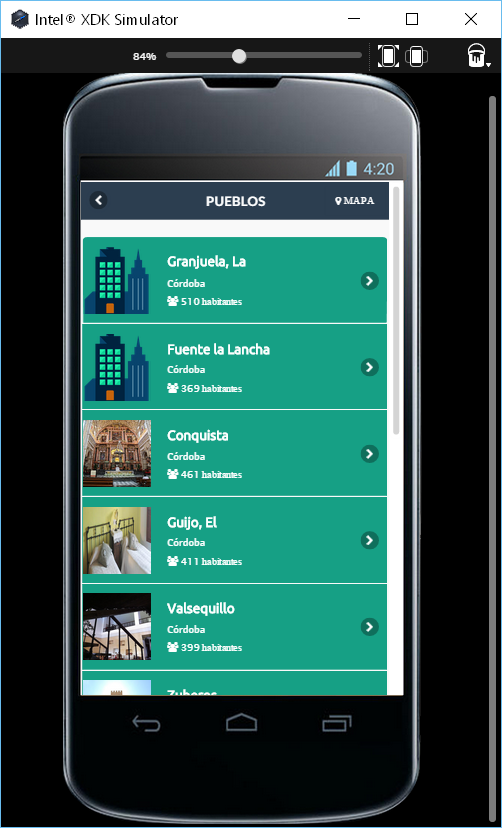 Intel® XDK Simulator
84%
4:20
PUEBLOS
MAPA
Granjuela, La
Córdoba
510 habitantes
Fuente la Lancha
Córdoba
369 habitantes
Conquista
Córdoba
461 habitantes
Guijo, El
Córdoba
411 habitantes
Valsequillo
Córdoba
399 habitantes
Zuheros